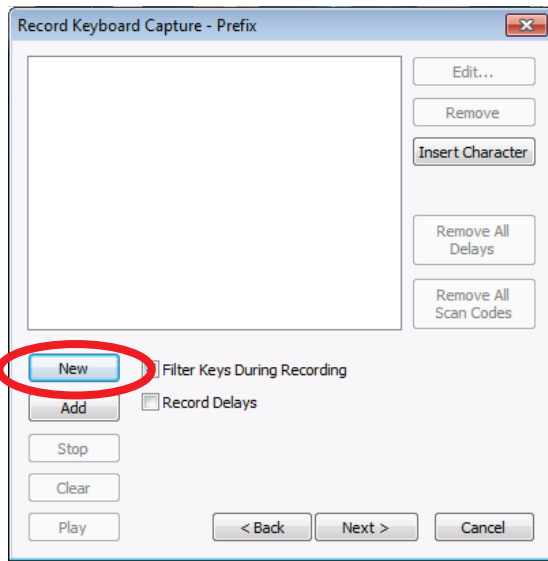 Record Keyboard Capture - Prefix
Edit...
Remove
Insert Character
Remove All
Delays
Remove All
Scan Codes
New
Filter Keys During Recording
Add
Record Delays
Stop
Clear
Play
< Back
Next >
Cancel